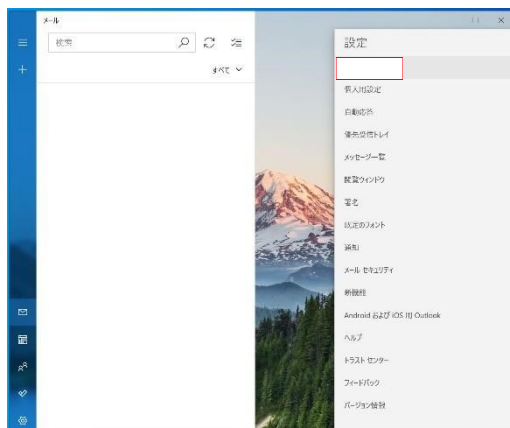 メール
検索
すべて
設定
個人用設定
自動応答
優先受信トレイ
メッセージ一覧
閲覧ウィンドウ
署名
既定のフォント
通知
メール セキュリティ
新機能
Android および iOS 用 Outlook
ヘルプ
トラスト センター
フィードバック
バージョン情報